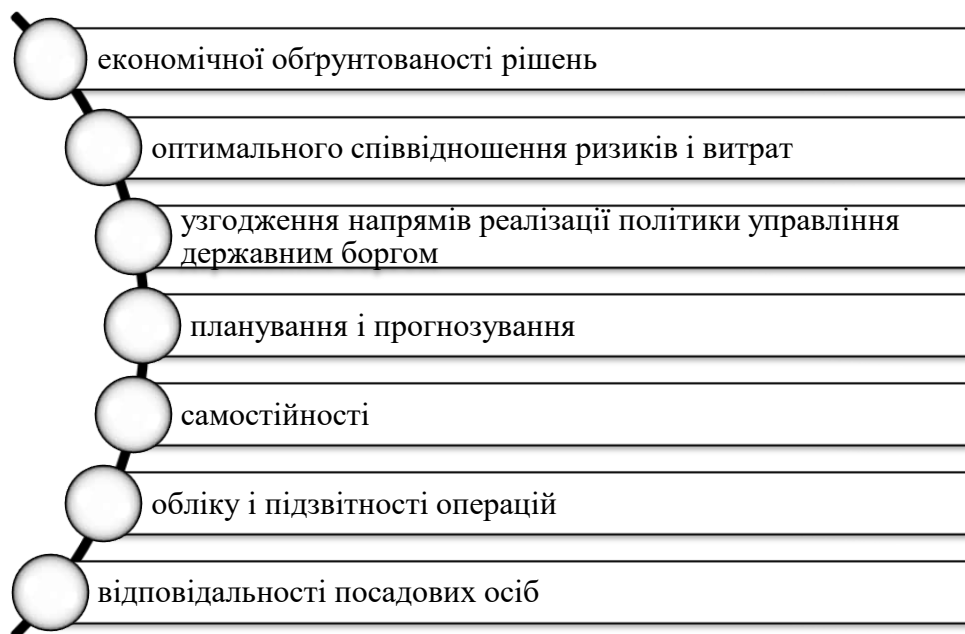 економічної обґрунтованості рішень
оптимального співвідношення ризиків і витрат
узгодження напрямів реалізації політики управління
державним боргом
планування і прогнозування
самостійності
обліку і підзвітності операцій
відповідальності посадових осіб